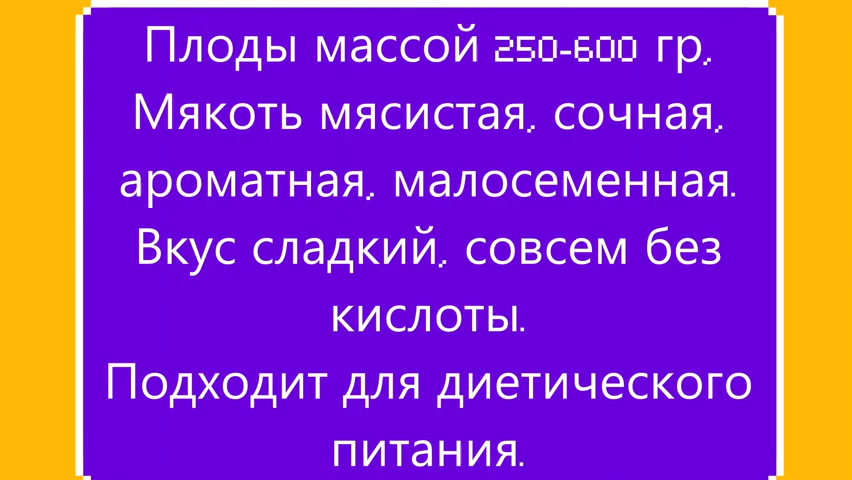 Плоды массой 250-600 гр,
Мякоть мясистая, сочная,
ароматная, малосеменная.
Вкус сладкий, совсем без
кислоты.
Подходит для диетического
питания.